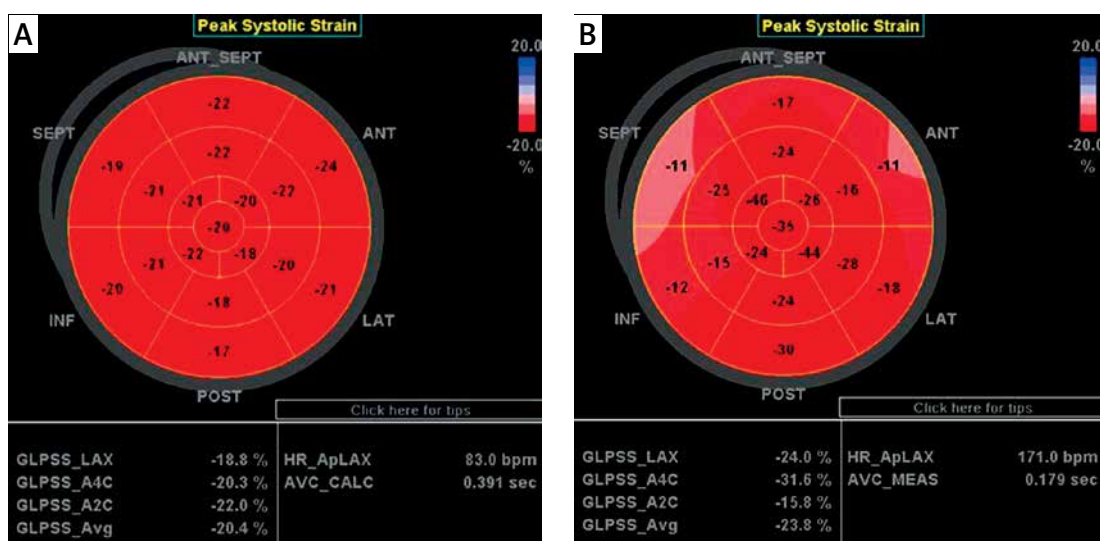 A
Peak Systolic Strain
20.0
-20.0
%
ANT_SEPT
SEPT
ANT
INF
LAT
POST
-22
-19
-24
-22
-21
-22
-21
-20
-20
-22
-18
-21
-20
-20
-21
-18
-17
Click here for tips
GLPSS_LAX -18.8 %
GLPSS_A4C -20.3 %
GLPSS_A2C -22.0 %
GLPSS_Avg -20.4 %
HR_ApLAX 83.0 bpm
AVC_CALC 0.391 sec
B
Peak Systolic Strain
20.0
-20.0
%
ANT_SEPT
SEPT
ANT
INF
LAT
POST
-17
-11
-11
-24
-25
-16
-26
-24
-44
-15
-28
-12
-18
-24
-30
Click here for tips
GLPSS_LAX -24.0 %
GLPSS_A4C -31.6 %
GLPSS_A2C -15.8 %
GLPSS_Avg -23.8 %
HR_ApLAX 171.0 bpm
AVC_MEAS 0.179 sec